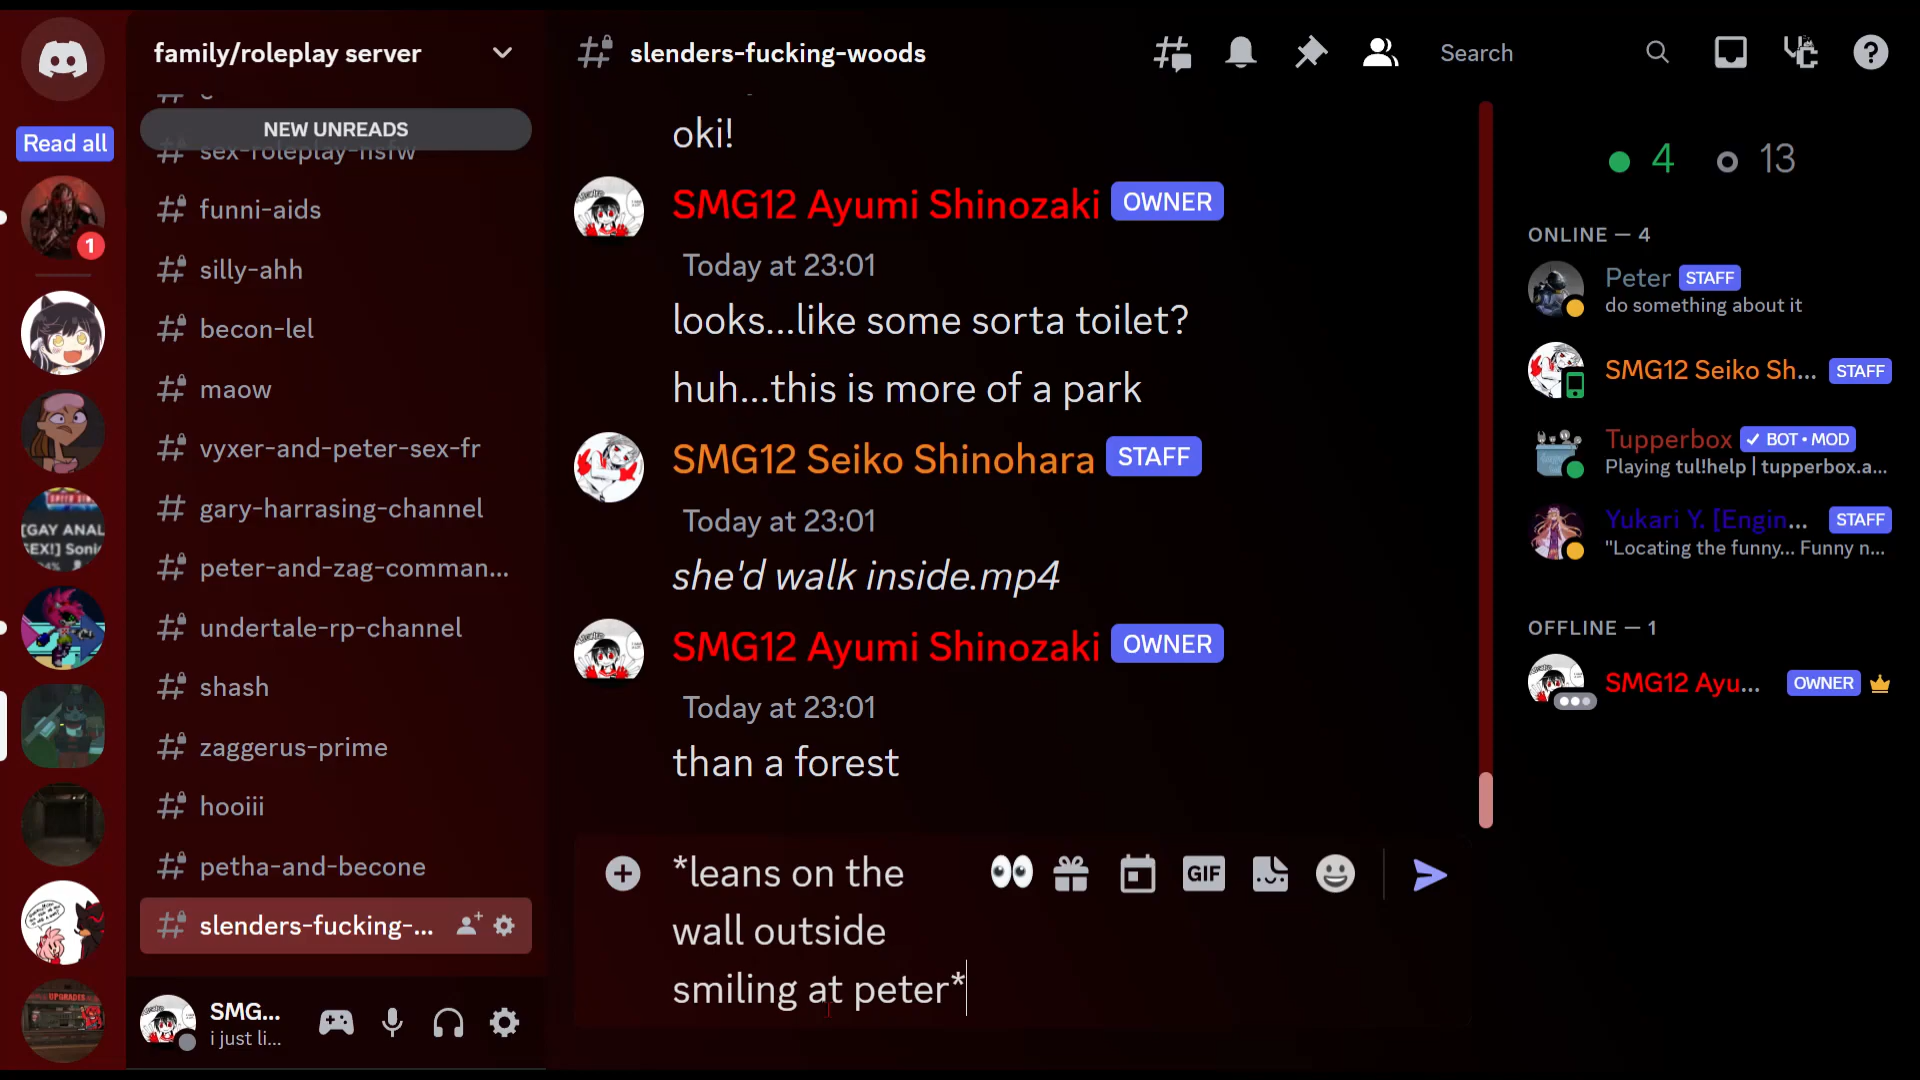 family/roleplay server
slenders-fucking-woods
Search
Read all
NEW UNREADS
sex-roleplay-nsfw
funni-aids
silly-ahh
becon-lel
maow
vyxer-and-peter-sex-fr
gary-harrasing-channel
peter-and-zag-comman...
undertale-rp-channel
shash
zaggerus-prime
hooiii
petha-and-becone
slenders-fucking-...
1
[GAY ANAL
SEX!] Soni
UPGRADES
SMG...
i just li...
oki!
SMG12 Ayumi Shinozaki OWNER
Today at 23:01
looks...like some sorta toilet?
huh...this is more of a park
SMG12 Seiko Shinohara STAFF
Today at 23:01
she'd walk inside.mp4
SMG12 Ayumi Shinozaki OWNER
Today at 23:01
than a forest
*leans on the
wall outside
smiling at peter*
GIF
4 13
ONLINE — 4
Peter STAFF
do something about it
SMG12 Seiko Sh... STAFF
Tupperbox ✓ BOT • MOD
Playing tul!help | tupperbox.a...
Yukari Y. [Engin... STAFF
"Locating the funny... Funny n...
OFFLINE — 1
SMG12 Ayu... OWNER